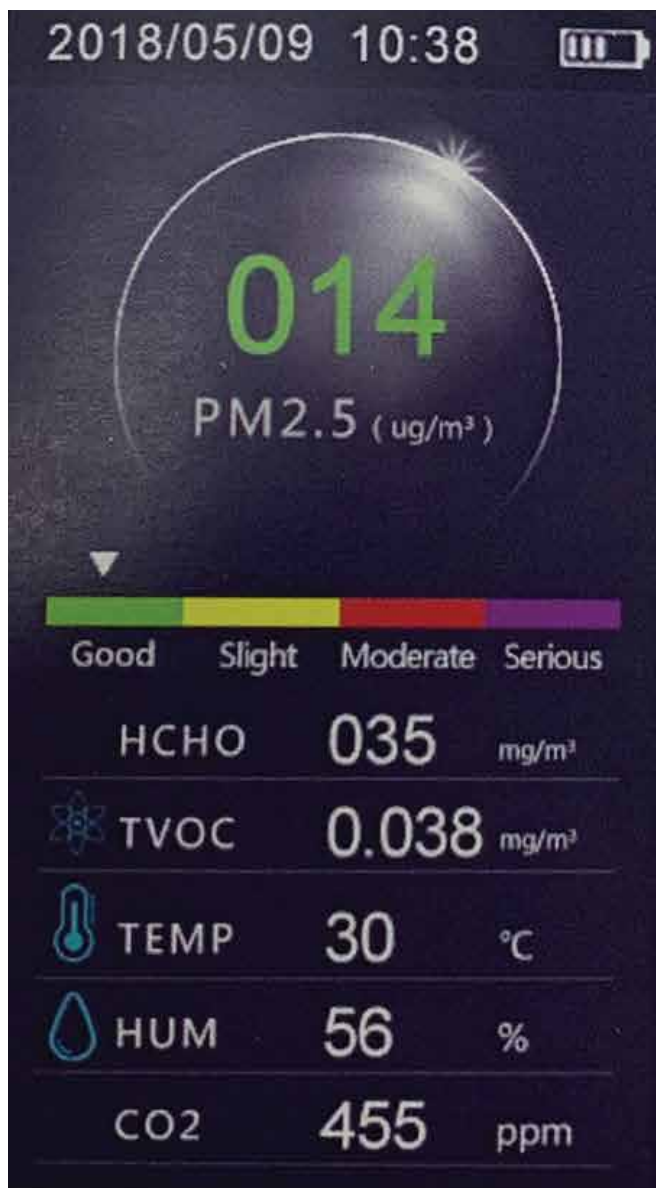 2018/05/09 10:38
014
PM2.5 ( ug/m³ )
Good Slight Moderate Serious
HCHO 035 mg/m³
TVOC 0.038 mg/m³
TEMP 30 ℃
HUM 56 %
CO2 455 ppm